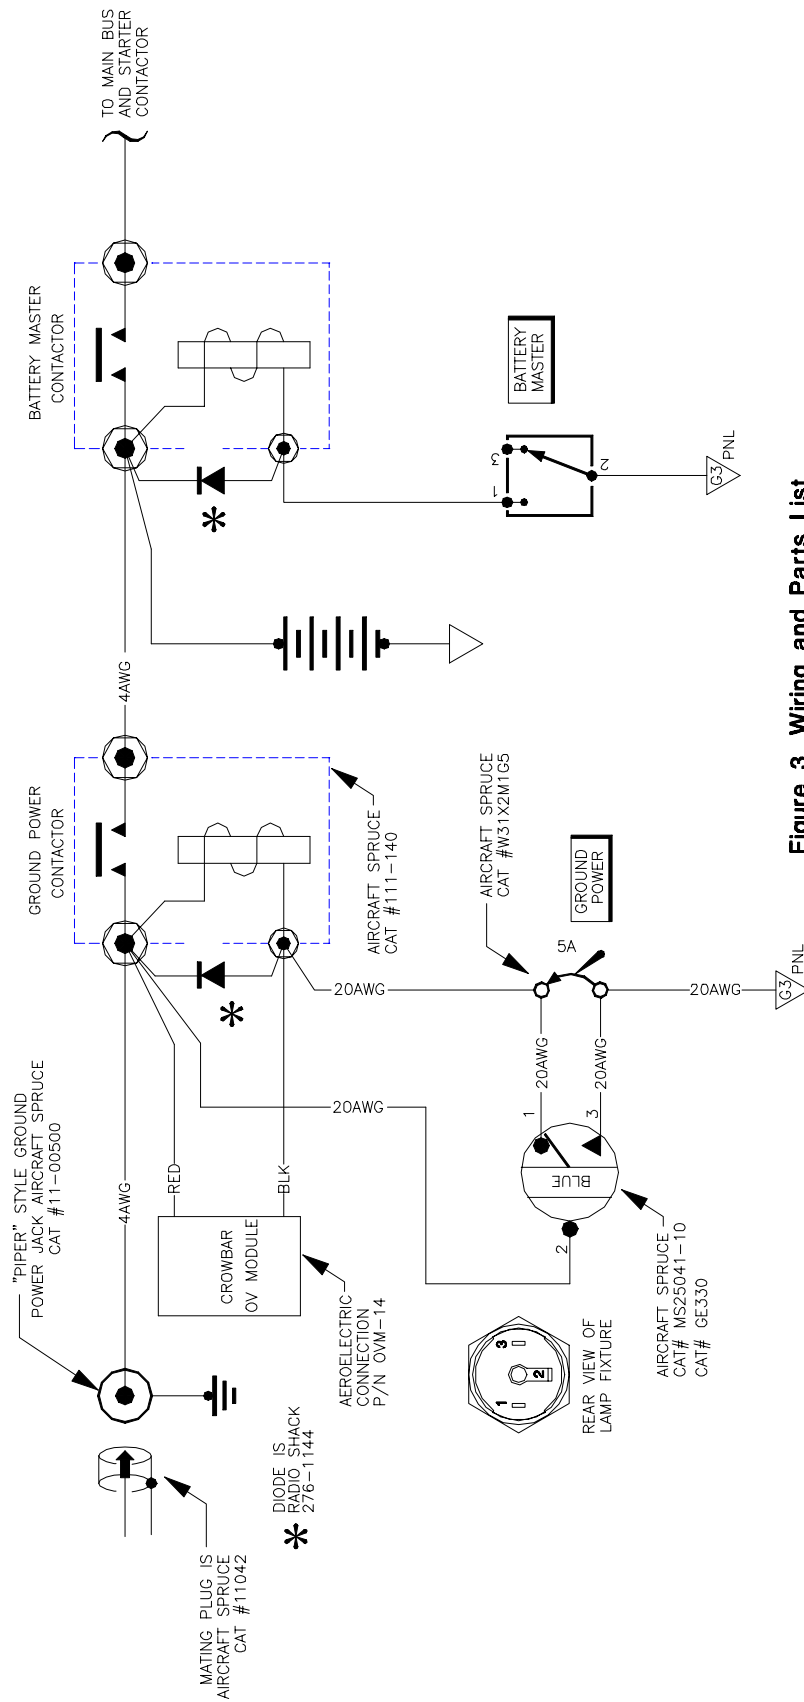 "PIPER" STYLE GROUND
POWER JACK AIRCRAFT SPRUCE
CAT #11-00500
GROUND POWER
CONTACTOR
BATTERY MASTER
CONTACTOR
TO MAIN BUS
AND STARTER
CONTACTOR
4AWG
4AWG
MATING PLUG IS
AIRCRAFT SPRUCE
CAT #11042
RED
CROWBAR
OV MODULE
BLK
*
*
AIRCRAFT SPRUCE
CAT #111-140
AEROELECTRIC
CONNECTION
P/N OVM-14
* DIODE IS
RADIO SHACK
276-1144
20AWG
20AWG
AIRCRAFT SPRUCE
CAT #W31X2M1G5
1
3
2
BATTERY
MASTER
G3 PNL
1
2
3
REAR VIEW OF
LAMP FIXTURE
2
BLUE
1
3
20AWG
20AWG
5A
GROUND
POWER
20AWG
G3 PNL
AIRCRAFT SPRUCE
CAT# MS25041-10
CAT# GE330
Figure 3. Wiring and Parts List